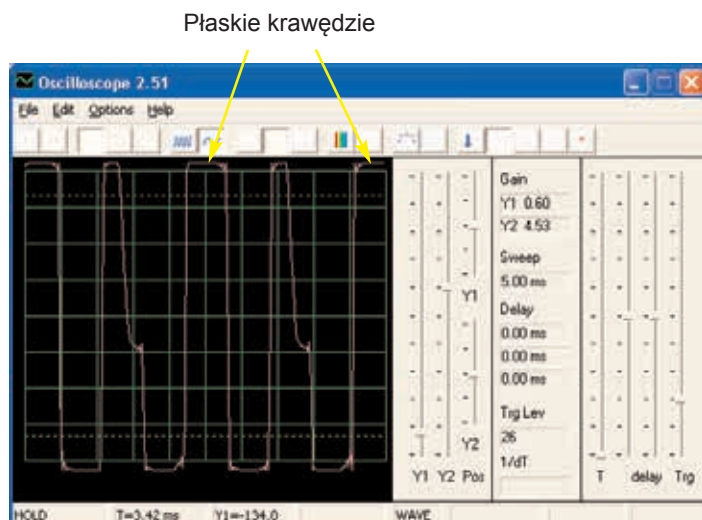 Płaskie krawędzie
Oscilloscope 2.51
File Edit Options Help
Gain
Y1 0.60
Y2 4.53
Sweep
5.00 ms
Delay
0.00 ms
0.00 ms
0.00 ms
Trg Lev
26
1/dT
Y1
Y2
Y1 Y2 Pos
T delay Trg
HOLD T=3.42 ms Y1=-134.0 WAVE